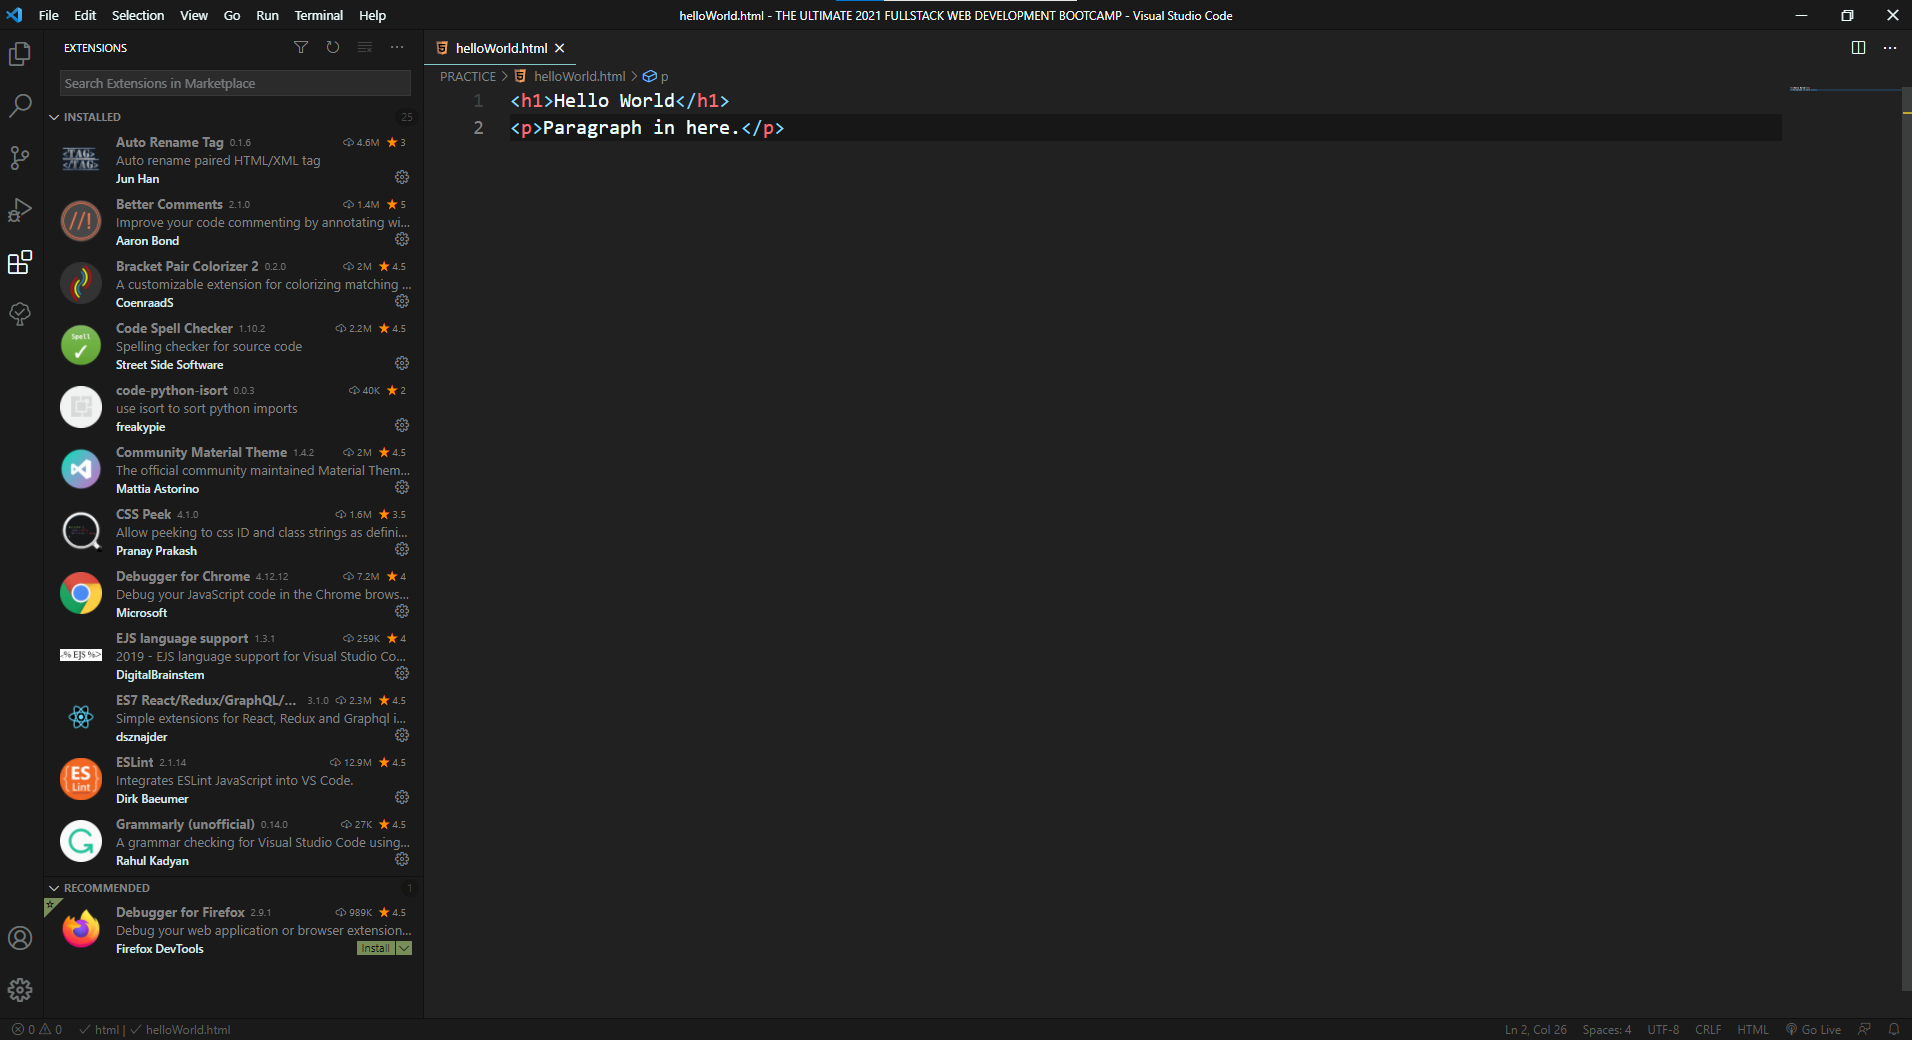 File Edit Selection View Go Run Terminal Help
helloWorld.html - THE ULTIMATE 2021 FULLSTACK WEB DEVELOPMENT BOOTCAMP - Visual Studio Code
EXTENSIONS
Search Extensions in Marketplace
INSTALLED 25
Auto Rename Tag 0.1.6 4.6M 3
Auto rename paired HTML/XML tag
Jun Han
Better Comments 2.1.0 1.4M 5
Improve your code commenting by annotating wi...
Aaron Bond
Bracket Pair Colorizer 2 0.2.0 2M 4.5
A customizable extension for colorizing matching ...
CoenraadS
Spell
Code Spell Checker 1.10.2 2.2M 4.5
Spelling checker for source code
Street Side Software
code-python-isort 0.0.3 40K 2
use isort to sort python imports
freakypie
Community Material Theme 1.4.2 2M 4.5
The official community maintained Material Them...
Mattia Astorino
CSS Peek 4.1.0 1.6M 3.5
Allow peeking to css ID and class strings as defini...
Pranay Prakash
Debugger for Chrome 4.12.12 7.2M 4
Debug your JavaScript code in the Chrome brows...
Microsoft
<% EJS %>
EJS language support 1.3.1 259K 4
2019 - EJS language support for Visual Studio Co...
DigitalBrainstem
ES7 React/Redux/GraphQL/... 3.1.0 2.3M 4.5
Simple extensions for React, Redux and Graphql i...
dsznajder
ES
Lint
ESLint 2.1.14 12.9M 4.5
Integrates ESLint JavaScript into VS Code.
Dirk Baeumer
Grammarly (unofficial) 0.14.0 27K 4.5
A grammar checking for Visual Studio Code using...
Rahul Kadyan
RECOMMENDED 1
Debugger for Firefox 2.9.1 989K 4.5
Debug your web application or browser extension...
Firefox DevTools Install
helloWorld.html
PRACTICE > helloWorld.html > p
1 <h1>Hello World</h1>
2 <p>Paragraph in here.</p>
0 0 html | helloWorld.html
Ln 2, Col 26 Spaces: 4 UTF-8 CRLF HTML Go Live